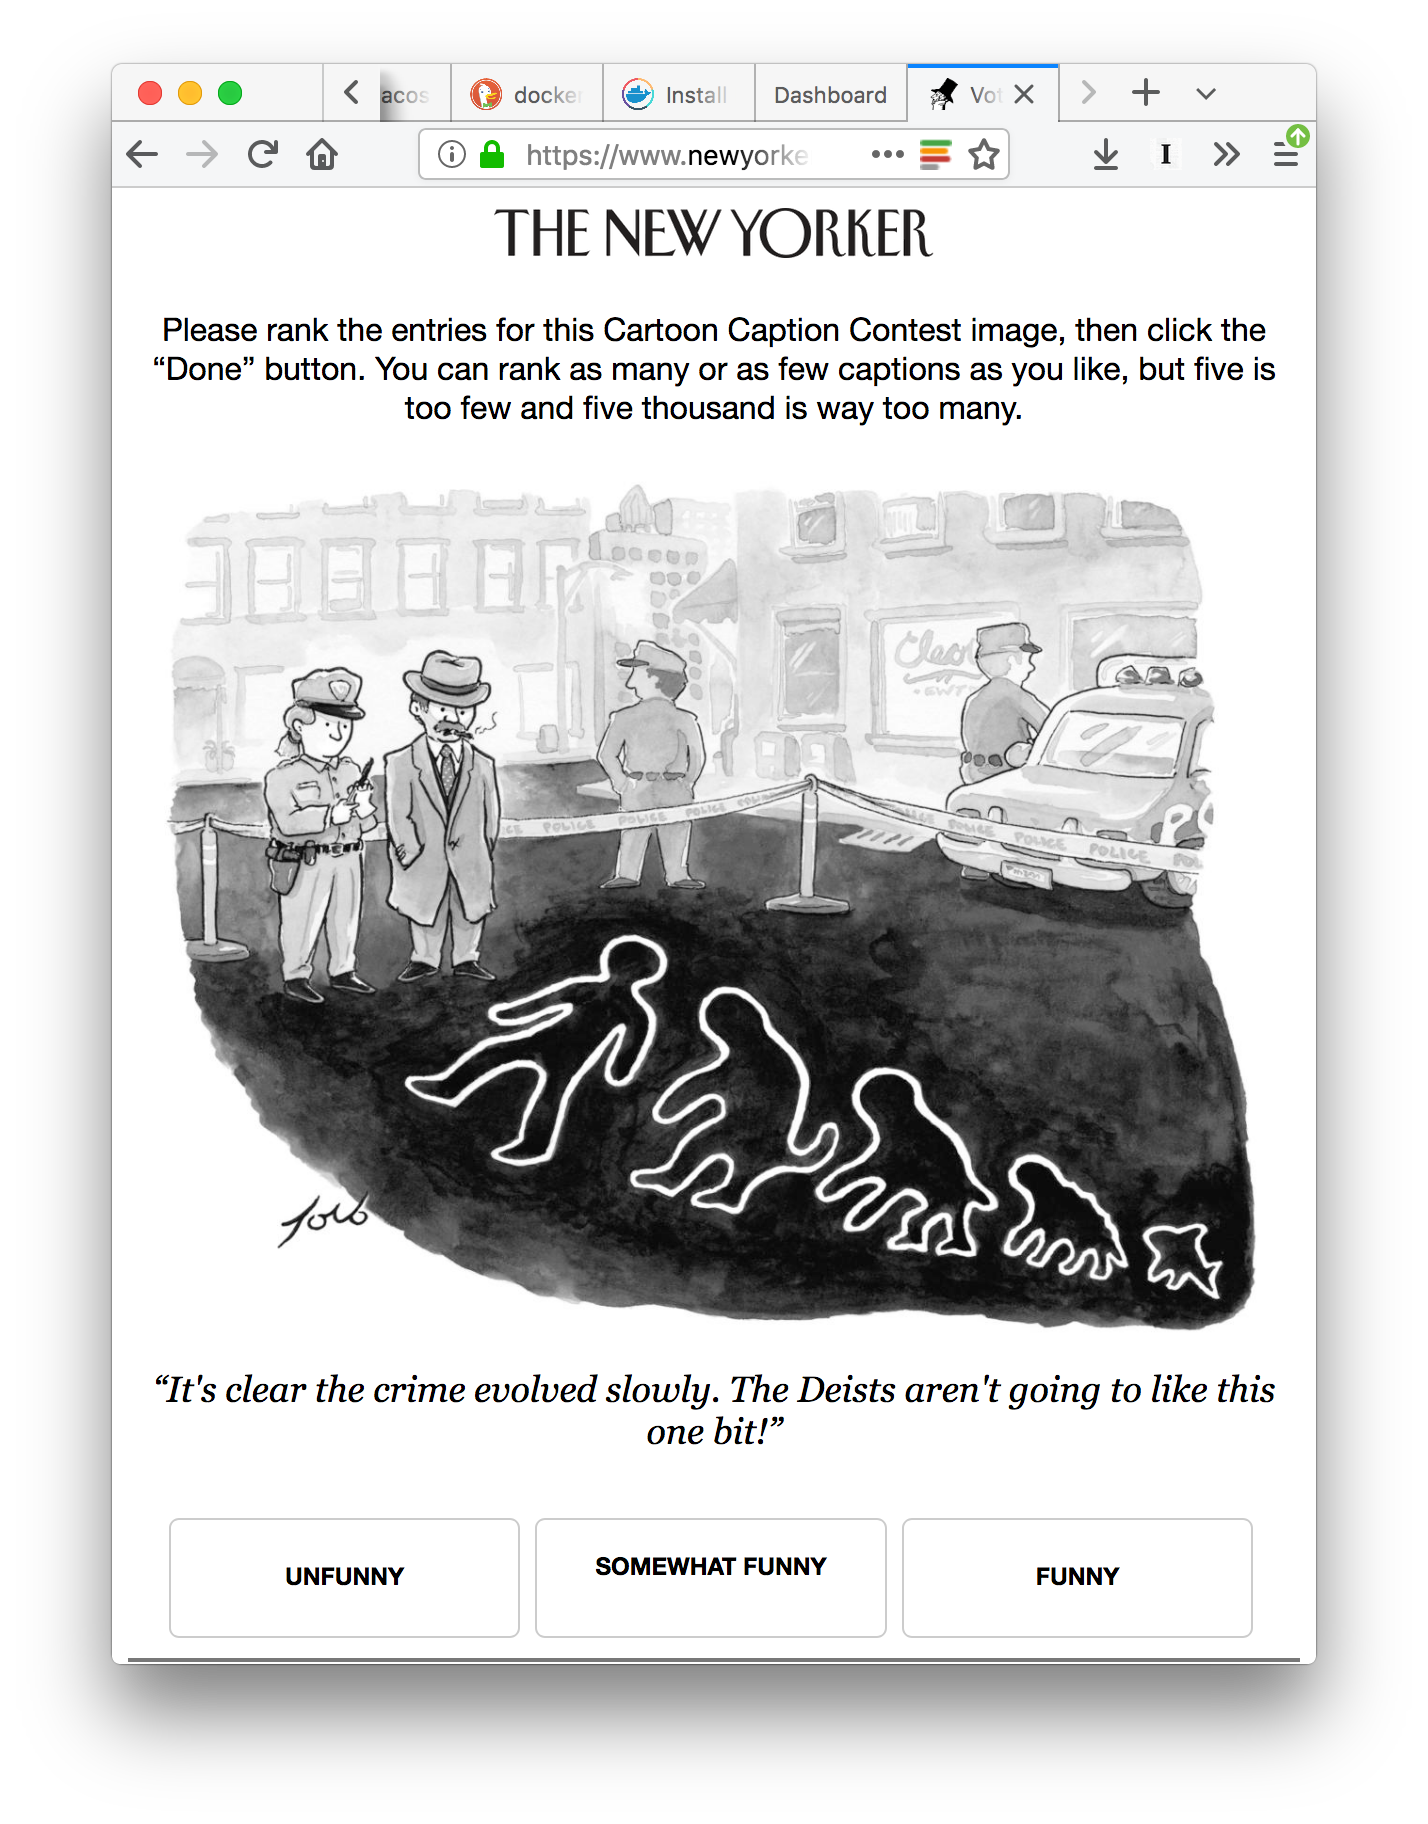 acos
docke
Install
Dashboard
Vot
https://www.newyorke
I
THE NEW YORKER
Please rank the entries for this Cartoon Caption Contest image, then click the
“Done” button. You can rank as many or as few captions as you like, but five is
too few and five thousand is way too many.
Clean
POLICE POLICE POLICE
POLICE POLICE POLICE
“It's clear the crime evolved slowly. The Deists aren't going to like this
one bit!”
UNFUNNY
SOMEWHAT FUNNY
FUNNY